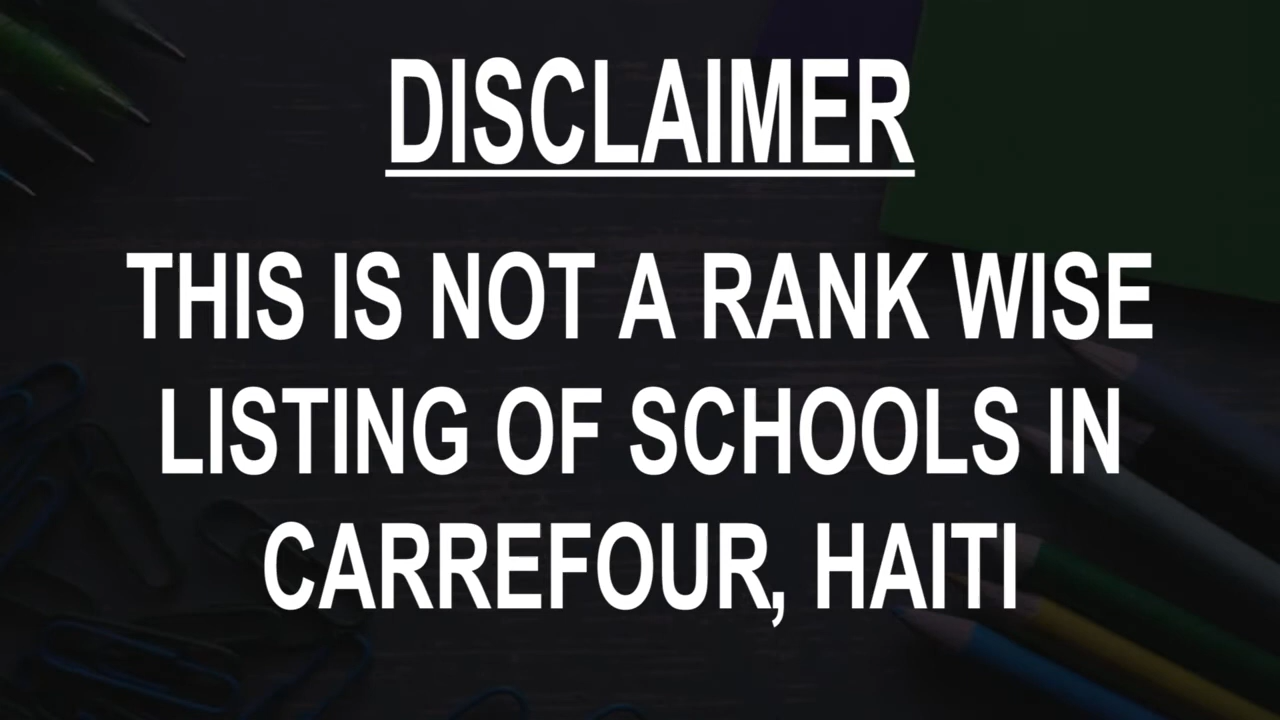 DISCLAIMER
THIS IS NOT A RANK WISE
LISTING OF SCHOOLS IN
CARREFOUR, HAITI